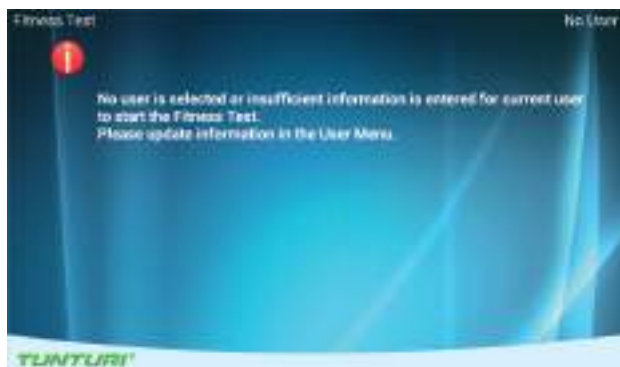 Fitness Test
No User
No user is selected or insufficient information is entered for current user
to start the Fitness Test.
Please update information in the User Menu.
TUNTURI®